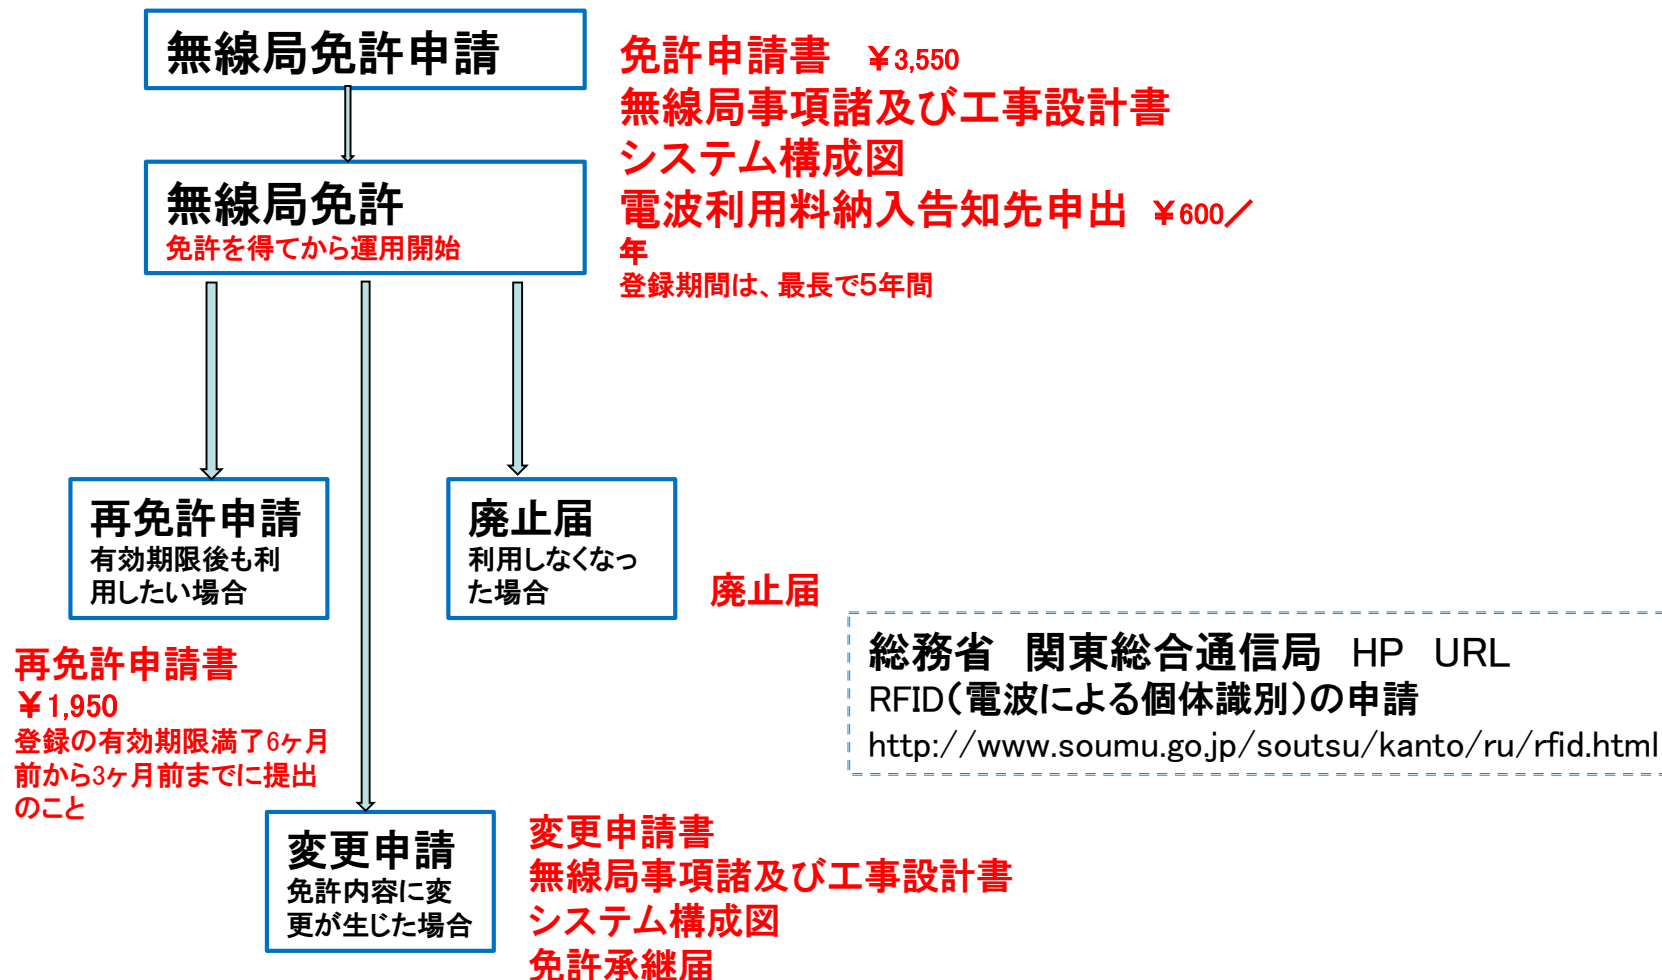 無線局免許申請
免許申請書　￥3,550
無線局事項諸及び工事設計書
システム構成図
電波利用料納入告知先申出　￥600／
年
登録期間は、最長で5年間
無線局免許
免許を得てから運用開始
再免許申請
有効期限後も利
用したい場合
廃止届
利用しなくなっ
た場合
廃止届
再免許申請書
￥1,950
登録の有効期限満了6ヶ月
前から3ヶ月前までに提出
のこと
総務省　関東総合通信局　HP　URL
RFID（電波による個体識別）の申請
http://www.soumu.go.jp/soutsu/kanto/ru/rfid.html
変更申請
免許内容に変
更が生じた場合
変更申請書
無線局事項諸及び工事設計書
システム構成図
免許承継届